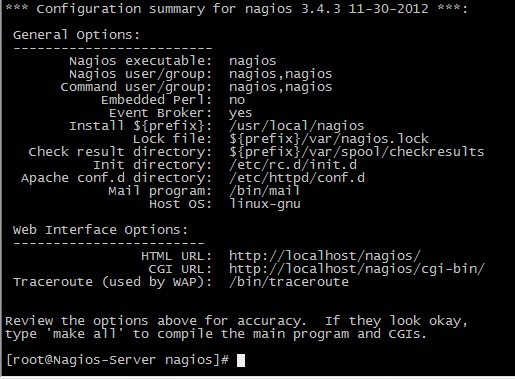 *** Configuration summary for nagios 3.4.3 11-30-2012 ***:
General Options:
-------------------------
Nagios executable: nagios
Nagios user/group: nagios,nagios
Command user/group: nagios,nagios
Embedded Perl: no
Event Broker: yes
Install ${prefix}: /usr/local/nagios
Lock file: ${prefix}/var/nagios.lock
Check result directory: ${prefix}/var/spool/checkresults
Init directory: /etc/rc.d/init.d
Apache conf.d directory: /etc/httpd/conf.d
Mail program: /bin/mail
Host OS: linux-gnu
Web Interface Options:
------------------------
HTML URL: http://localhost/nagios/
CGI URL: http://localhost/nagios/cgi-bin/
Traceroute (used by WAP): /bin/traceroute
Review the options above for accuracy. If they look okay,
type 'make all' to compile the main program and CGIs.
[root@Nagios-Server nagios]#